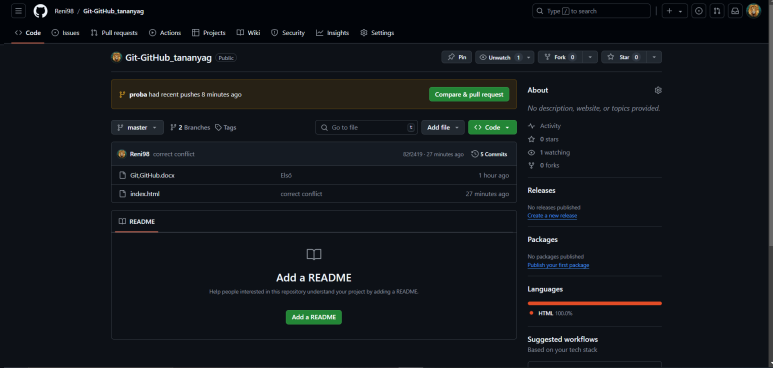 Reni98 / Git-GitHub_tananyag
Type / to search
Code Issues Pull requests Actions Projects Wiki Security Insights Settings
Git-GitHub_tananyag Public
Pin Unwatch 1 Fork 0 Star 0
proba had recent pushes 8 minutes ago Compare & pull request
master 2 Branches Tags Go to file t Add file Code
Reni98 correct conflict 82f2419 · 27 minutes ago 5 Commits
Git.GitHub.docx Első 1 hour ago
index.html correct conflict 27 minutes ago
README
Add a README
Help people interested in this repository understand your project by adding a README.
Add a README
About
No description, website, or topics provided.
Activity
0 stars
1 watching
0 forks
Releases
No releases published
Create a new release
Packages
No packages published
Publish your first package
Languages
HTML 100.0%
Suggested workflows
Based on your tech stack